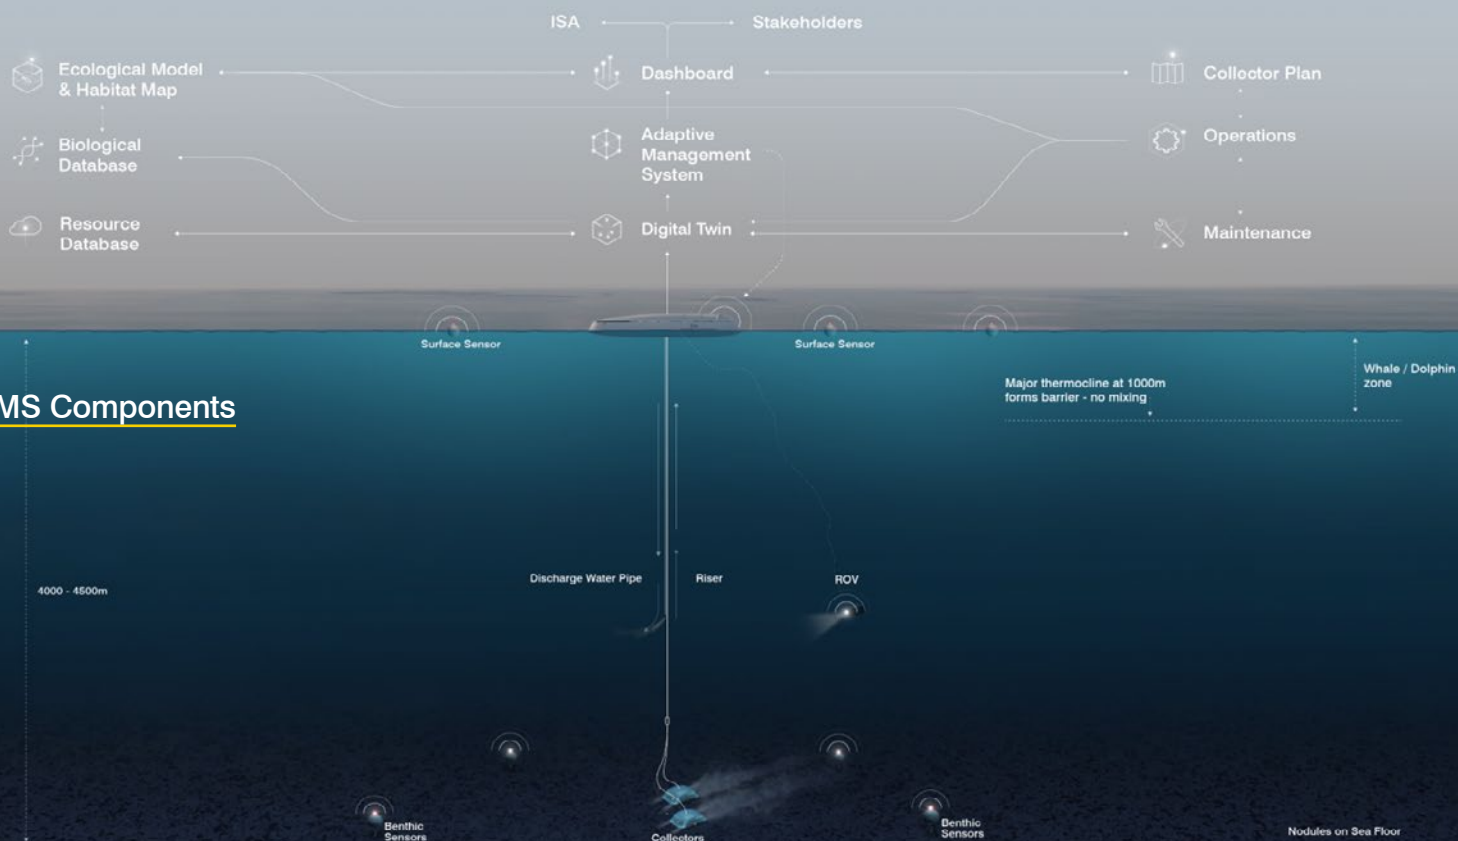 ISA
Stakeholders
Ecological Model
& Habitat Map
Dashboard
Collector Plan
Biological
Database
Adaptive
Management
System
Operations
Resource
Database
Digital Twin
Maintenance
Surface Sensor
Surface Sensor
Whale / Dolphin
zone
Major thermocline at 1000m
forms barrier - no mixing
MS Components
4000 - 4500m
Discharge Water Pipe
Riser
ROV
Benthic
Sensors
Collectors
Benthic
Sensors
Nodules on Sea Floor